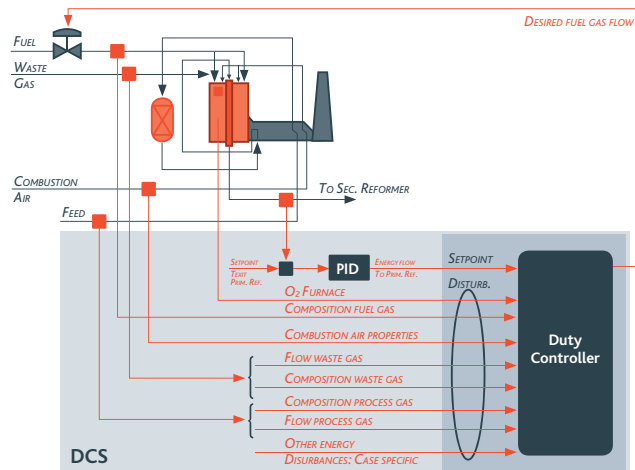 Desired fuel gas flow
Fuel
Waste
Gas
Combustion
Air
To Sec. Reformer
Feed
Setpoint
Texit
Prim. Ref.
PID
Energy flow
To Prim. Ref.
Setpoint
Disturb.
O2 Furnace
Composition fuel gas
Combustion air properties
Duty
Controller
Flow waste gas
Composition waste gas
Composition process gas
Flow process gas
Other energy
Disurbances: Case specific
DCS